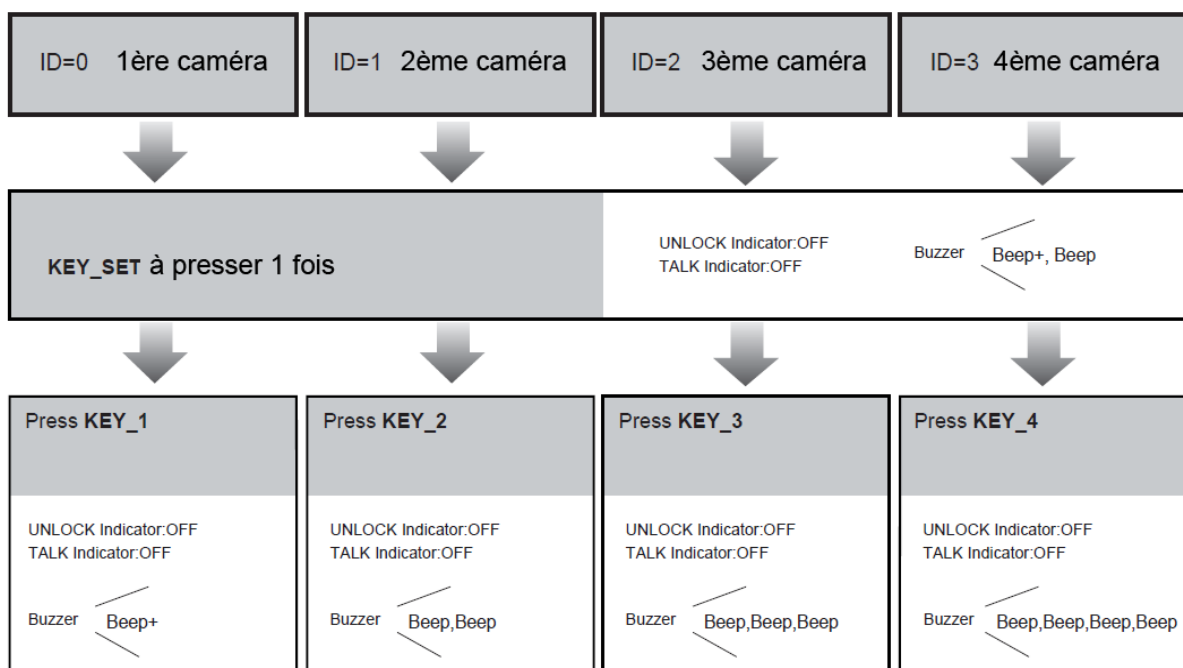 ID=0 1ère caméra
ID=1 2ème caméra
ID=2 3ème caméra
ID=3 4ème caméra
KEY_SET à presser 1 fois
UNLOCK Indicator:OFF
TALK Indicator:OFF
Buzzer Beep+, Beep
Press KEY_1
UNLOCK Indicator:OFF
TALK Indicator:OFF
Buzzer Beep+
Press KEY_2
UNLOCK Indicator:OFF
TALK Indicator:OFF
Buzzer Beep,Beep
Press KEY_3
UNLOCK Indicator:OFF
TALK Indicator:OFF
Buzzer Beep,Beep,Beep
Press KEY_4
UNLOCK Indicator:OFF
TALK Indicator:OFF
Buzzer Beep,Beep,Beep,Beep